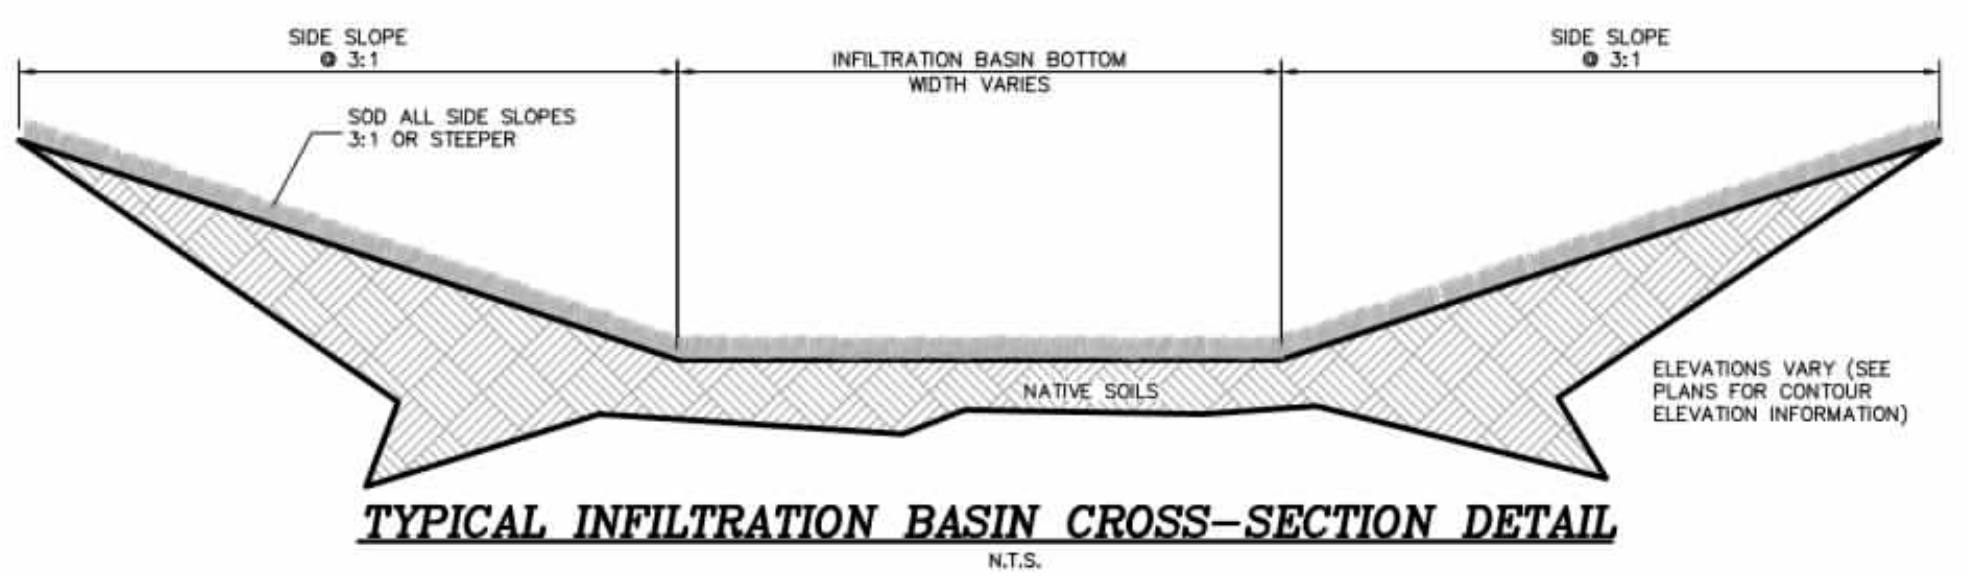 SIDE SLOPE
@ 3:1
INFILTRATION BASIN BOTTOM
WIDTH VARIES
SIDE SLOPE
@ 3:1
SOD ALL SIDE SLOPES
3:1 OR STEEPER
NATIVE SOILS
ELEVATIONS VARY (SEE
PLANS FOR CONTOUR
ELEVATION INFORMATION)
TYPICAL INFILTRATION BASIN CROSS-SECTION DETAIL
N.T.S.